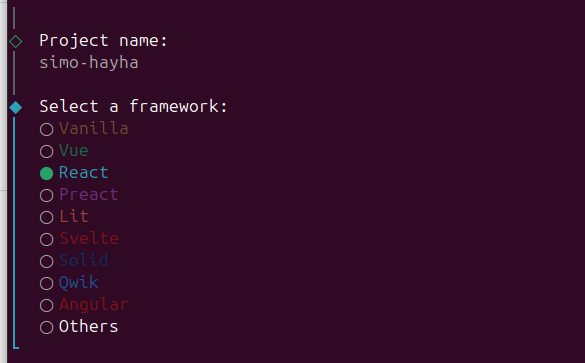 Project name:
simo-hayha
Select a framework:
Vanilla
Vue
React
Preact
Lit
Svelte
Solid
Qwik
Angular
Others